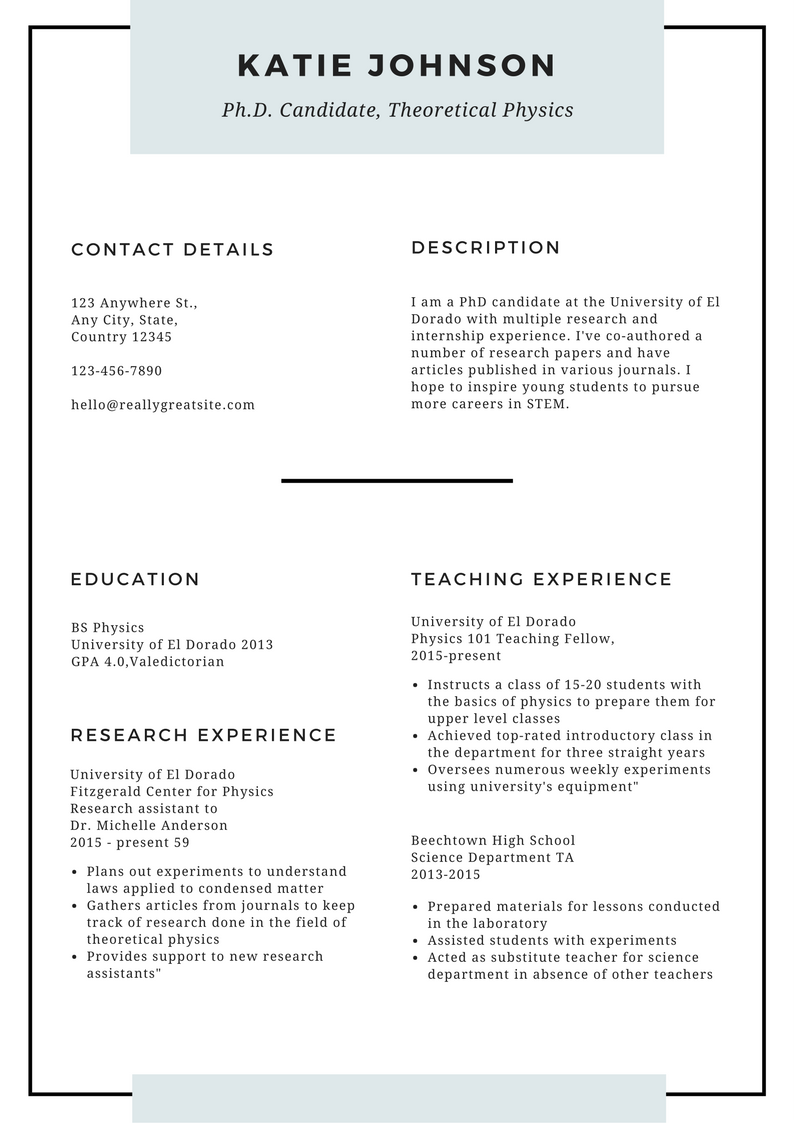 KATIE JOHNSON
Ph.D. Candidate, Theoretical Physics
CONTACT DETAILS
123 Anywhere St.,
Any City, State,
Country 12345
123-456-7890
hello@reallygreatsite.com
DESCRIPTION
I am a PhD candidate at the University of El
Dorado with multiple research and
internship experience. I've co-authored a
number of research papers and have
articles published in various journals. I
hope to inspire young students to pursue
more careers in STEM.
EDUCATION
BS Physics
University of El Dorado 2013
GPA 4.0,Valedictorian
RESEARCH EXPERIENCE
University of El Dorado
Fitzgerald Center for Physics
Research assistant to
Dr. Michelle Anderson
2015 - present 59
• Plans out experiments to understand
laws applied to condensed matter
• Gathers articles from journals to keep
track of research done in the field of
theoretical physics
• Provides support to new research
assistants"
TEACHING EXPERIENCE
University of El Dorado
Physics 101 Teaching Fellow,
2015-present
• Instructs a class of 15-20 students with
the basics of physics to prepare them for
upper level classes
• Achieved top-rated introductory class in
the department for three straight years
• Oversees numerous weekly experiments
using university's equipment"
Beechtown High School
Science Department TA
2013-2015
• Prepared materials for lessons conducted
in the laboratory
• Assisted students with experiments
• Acted as substitute teacher for science
department in absence of other teachers